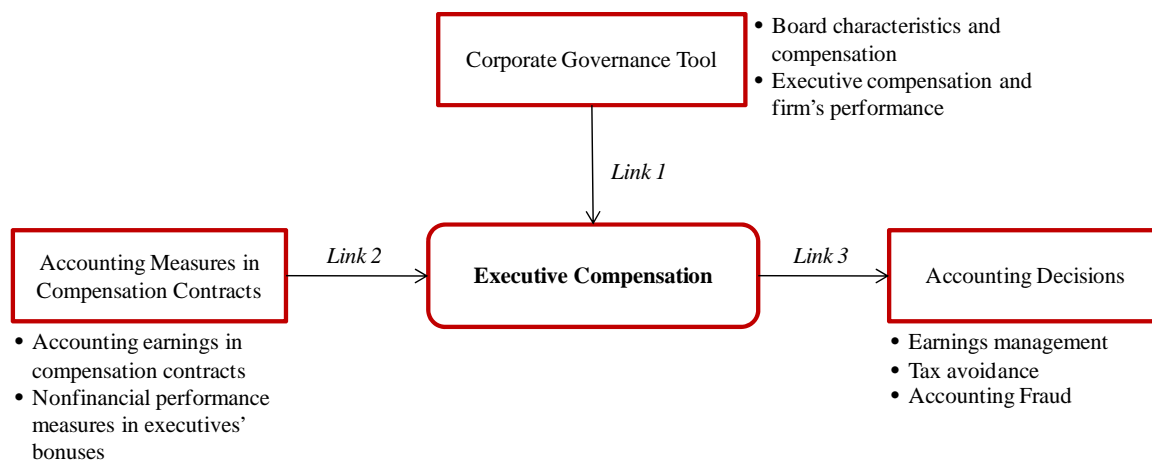 Corporate Governance Tool
• Board characteristics and
compensation
• Executive compensation and
firm's performance
Link 1
Accounting Measures in
Compensation Contracts
Link 2
Executive Compensation
Link 3
Accounting Decisions
• Accounting earnings in
compensation contracts
• Nonfinancial performance
measures in executives'
bonuses
• Earnings management
• Tax avoidance
• Accounting Fraud